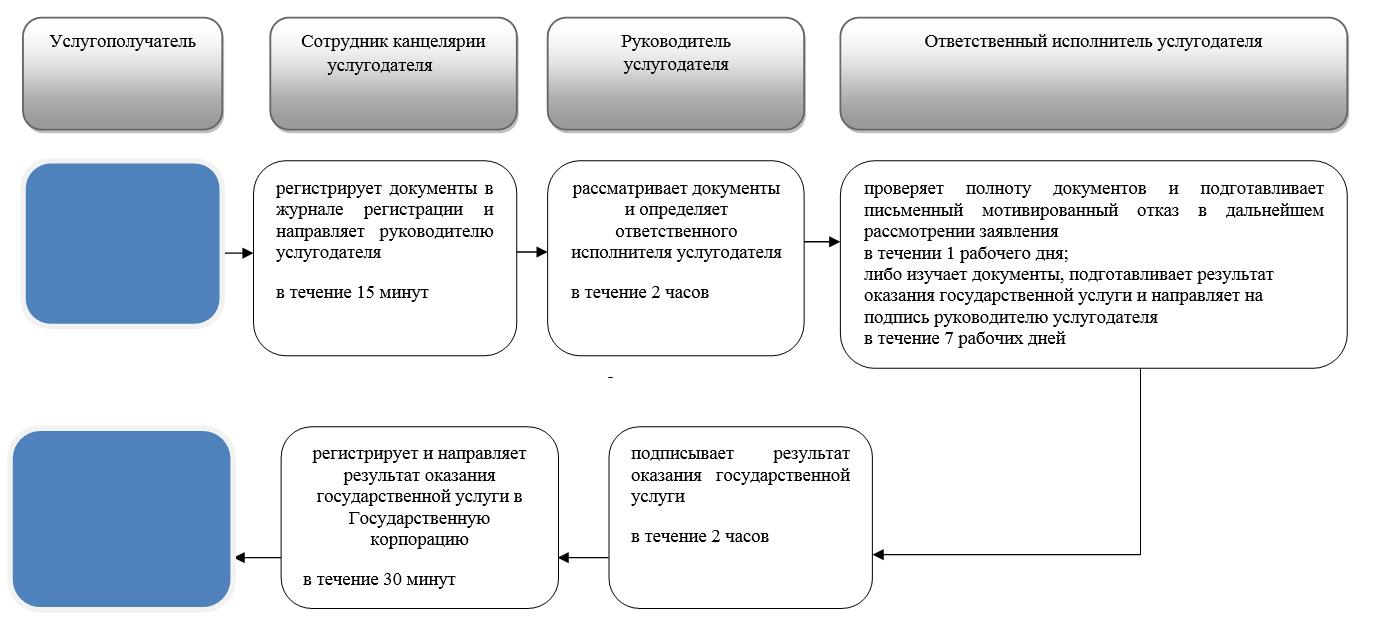 Услугополучатель
Сотрудник канцелярии
услугодателя
Руководитель
услугодателя
Ответственный исполнитель услугодателя
регистрирует документы в
журнале регистрации и
направляет руководителю
услугодателя
в течение 15 минут
рассматривает документы
и определяет
ответственного
исполнителя услугодателя
в течение 2 часов
проверяет полноту документов и подготавливает
письменный мотивированный отказ в дальнейшем
рассмотрении заявления
в течении 1 рабочего дня;
либо изучает документы, подготавливает результат
оказания государственной услуги и направляет на
подпись руководителю услугодателя
в течение 7 рабочих дней
-
регистрирует и направляет
результат оказания
государственной услуги в
Государственную
корпорацию
в течение 30 минут
подписывает результат
оказания государственной
услуги
в течение 2 часов